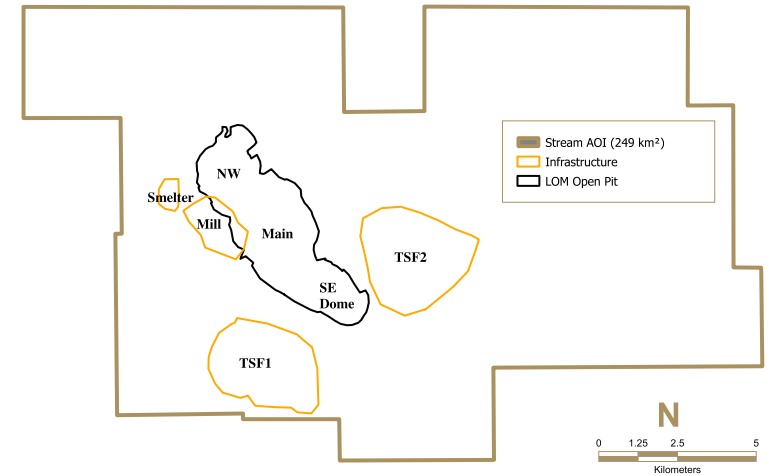 Stream AOI (249 km²)
Infrastructure
LOM Open Pit
NW
Smelter
Mill
Main
TSF2
SE
Dome
TSF1
N
0 1.25 2.5 5
Kilometers